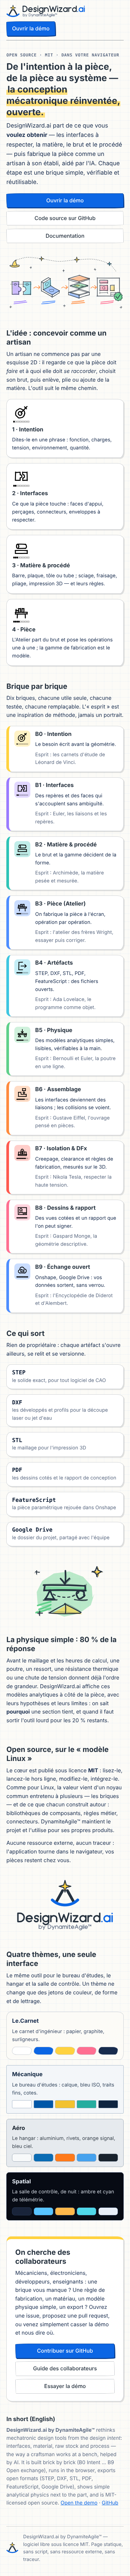 DesignWizard.ai
by DynamiteAgile™
Ouvrir la démo
OPEN SOURCE · MIT · DANS VOTRE NAVIGATEUR
De l'intention à la pièce,
de la pièce au système —
la conception
mécatronique réinventée,
ouverte.
DesignWizard.ai part de ce que vous
voulez obtenir — les interfaces à
respecter, la matière, le brut et le procédé
— puis fabrique la pièce comme un
artisan à son établi, aidé par l'IA. Chaque
étape est une brique simple, vérifiable et
réutilisable.
Ouvrir la démo
Code source sur GitHub
Documentation
L'idée : concevoir comme un
artisan
Un artisan ne commence pas par une
esquisse 2D : il regarde ce que la pièce doit
faire et à quoi elle doit se raccorder, choisit
son brut, puis enlève, plie ou ajoute de la
matière. L'outil suit le même chemin.
1 · Intention
Dites-le en une phrase : fonction, charges,
tension, environnement, quantité.
2 · Interfaces
Ce que la pièce touche : faces d'appui,
perçages, connecteurs, enveloppes à
respecter.
3 · Matière & procédé
Barre, plaque, tôle ou tube ; sciage, fraisage,
pliage, impression 3D — et leurs règles.
4 · Pièce
L'Atelier part du brut et pose les opérations
une à une ; la gamme de fabrication est le
modèle.
Brique par brique
Dix briques, chacune utile seule, chacune
testée, chacune remplaçable. L'« esprit » est
une inspiration de méthode, jamais un portrait.
B0 · Intention
Le besoin écrit avant la géométrie.
Esprit : les carnets d'étude de
Léonard de Vinci.
B1 · Interfaces
Des repères et des faces qui
s'accouplent sans ambiguïté.
Esprit : Euler, les liaisons et les
repères.
B2 · Matière & procédé
Le brut et la gamme décident de la
forme.
Esprit : Archimède, la matière
pesée et mesurée.
B3 · Pièce (Atelier)
On fabrique la pièce à l'écran,
opération par opération.
Esprit : l'atelier des frères Wright,
essayer puis corriger.
B4 · Artéfacts
STEP, DXF, STL, PDF,
FeatureScript : des fichiers
ouverts.
Esprit : Ada Lovelace, le
programme comme objet.
B5 · Physique
Des modèles analytiques simples,
lisibles, vérifiables à la main.
Esprit : Bernoulli et Euler, la poutre
en une ligne.
B6 · Assemblage
Les interfaces deviennent des
liaisons ; les collisions se voient.
Esprit : Gustave Eiffel, l'ouvrage
pensé en pièces.
B7 · Isolation & DFx
Creepage, clearance et règles de
fabrication, mesurés sur le 3D.
Esprit : Nikola Tesla, respecter la
haute tension.
B8 · Dessins & rapport
Des vues cotées et un rapport que
l'on peut signer.
Esprit : Gaspard Monge, la
géométrie descriptive.
B9 · Échange ouvert
Onshape, Google Drive : vos
données sortent, sans verrou.
Esprit : l'Encyclopédie de Diderot
et d'Alembert.
Ce qui sort
Rien de propriétaire : chaque artéfact s'ouvre
ailleurs, se relit et se versionne.
STEP
le solide exact, pour tout logiciel de CAO
DXF
les développés et profils pour la découpe
laser ou jet d'eau
STL
le maillage pour l'impression 3D
PDF
les dessins cotés et le rapport de conception
FeatureScript
la pièce paramétrique rejouée dans Onshape
Google Drive
le dossier du projet, partagé avec l'équipe
La physique simple : 80 % de la
réponse
Avant le maillage et les heures de calcul, une
poutre, un ressort, une résistance thermique
ou une chute de tension donnent déjà l'ordre
de grandeur. DesignWizard.ai affiche ces
modèles analytiques à côté de la pièce, avec
leurs hypothèses et leurs limites : on sait
pourquoi une section tient, et quand il faut
sortir l'outil lourd pour les 20 % restants.
Open source, sur le « modèle
Linux »
Le cœur est publié sous licence MIT : lisez-le,
lancez-le hors ligne, modifiez-le, intégrez-le.
Comme pour Linux, la valeur vient d'un noyau
commun entretenu à plusieurs — les briques
— et de ce que chacun construit autour :
bibliothèques de composants, règles métier,
connecteurs. DynamiteAgile™ maintient le
projet et l'utilise pour ses propres produits.
Aucune ressource externe, aucun traceur :
l'application tourne dans le navigateur, vos
pièces restent chez vous.
DesignWizard.ai
by DynamiteAgile™
Quatre thèmes, une seule
interface
Le même outil pour le bureau d'études, le
hangar et la salle de contrôle. Un thème ne
change que des jetons de couleur, de forme
et de lettrage.
Le.Carnet
Le carnet d'ingénieur : papier, graphite,
surligneurs.
Mécanique
Le bureau d'études : calque, bleu ISO, traits
fins, cotes.
Aéro
Le hangar : aluminium, rivets, orange signal,
bleu ciel.
Spatial
La salle de contrôle, de nuit : ambre et cyan
de télémétrie.
On cherche des
collaborateurs
Mécaniciens, électroniciens,
développeurs, enseignants : une
brique vous manque ? Une règle de
fabrication, un matériau, un modèle
physique simple, un export ? Ouvrez
une issue, proposez une pull request,
ou venez simplement casser la démo
et nous dire où.
Contribuer sur GitHub
Guide des collaborateurs
Essayer la démo
In short (English)
DesignWizard.ai by DynamiteAgile™ rethinks
mechatronic design tools from the design intent:
interfaces, material, raw stock and process — the
way a craftsman works at a bench, helped
by AI. It is built brick by brick (B0 Intent … B9
Open exchange), runs in the browser, exports
open formats (STEP, DXF, STL, PDF,
FeatureScript, Google Drive), shows simple
analytical physics next to the part, and is MIT-
licensed open source. Open the demo · GitHub
DesignWizard.ai by DynamiteAgile™ —
logiciel libre sous licence MIT. Page statique,
sans script, sans ressource externe, sans
traceur.